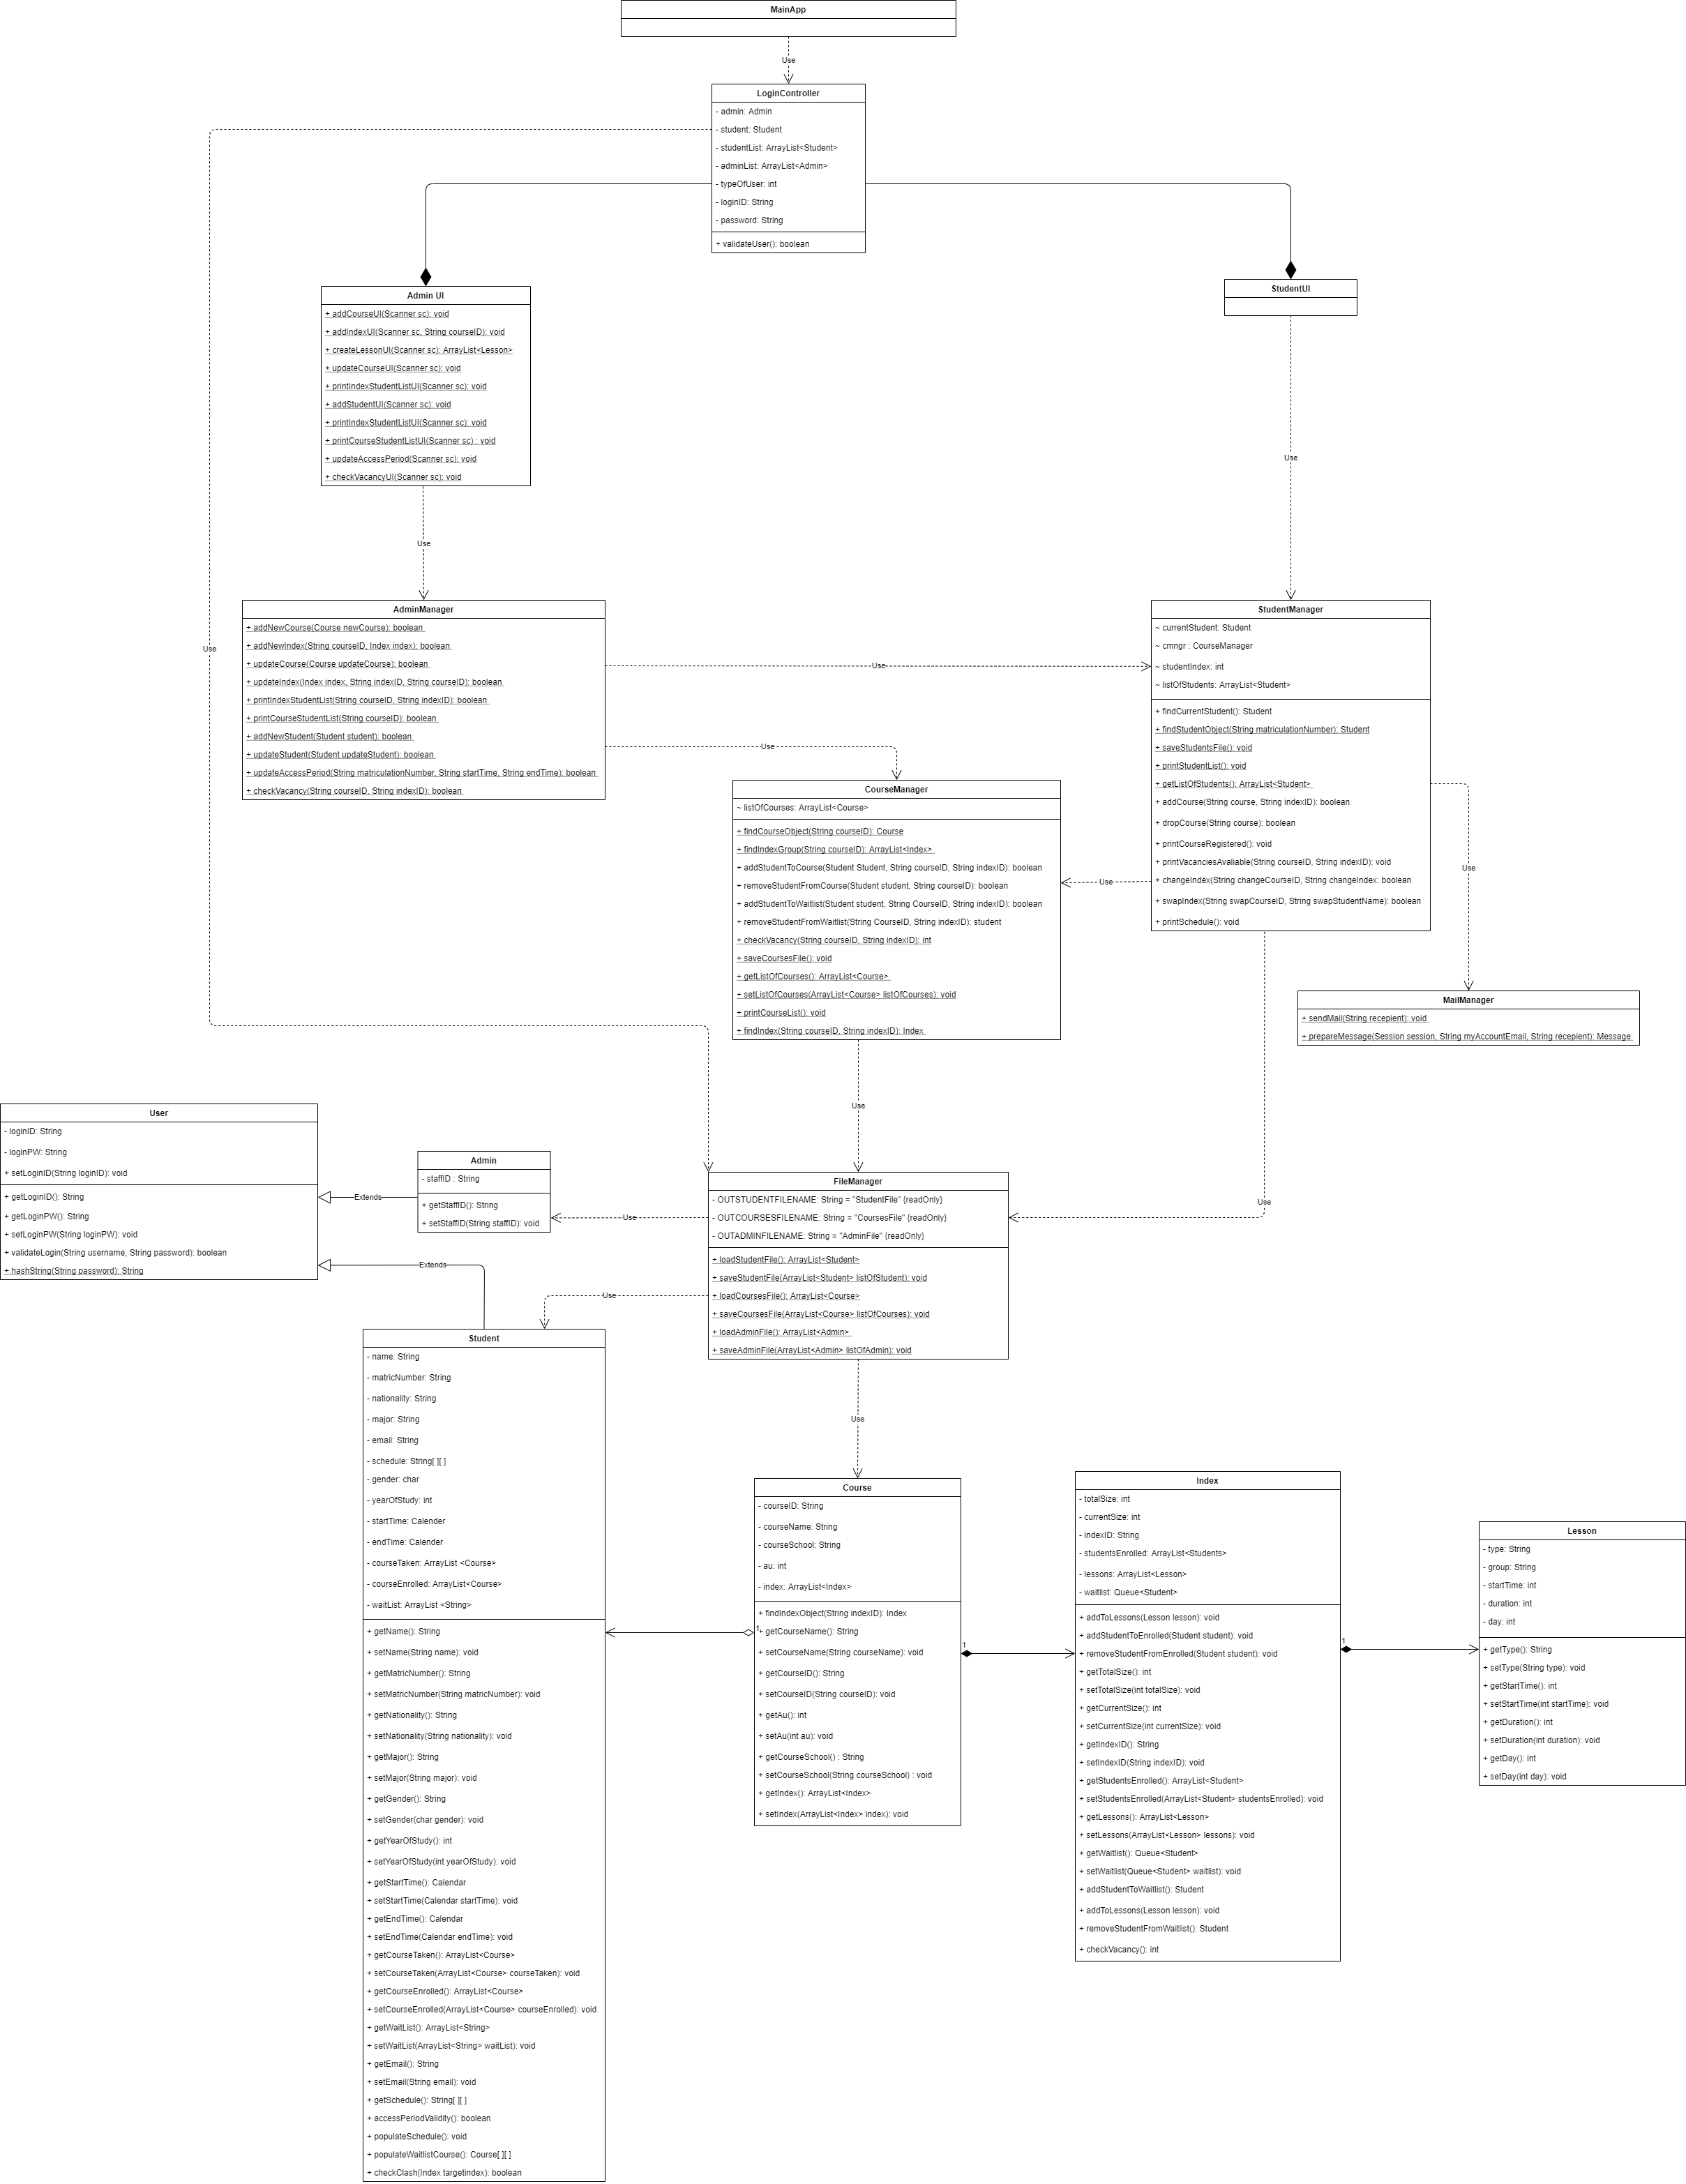 MainApp
Use
LoginController
- admin: Admin
- student: Student
- studentList: ArrayList<Student>
- adminList: ArrayList<Admin>
- typeOfUser: int
- loginID: String
- password: String
+ validateUser(): boolean
Admin UI
+ addCourseUI(Scanner sc): void
+ addIndexUI(Scanner sc, String courseID): void
+ createLessonUI(Scanner sc): ArrayList<Lesson>
+ updateCourseUI(Scanner sc): void
+ printIndexStudentListUI(Scanner sc): void
+ addStudentUI(Scanner sc): void
+ printIndexStudentListUI(Scanner sc): void
+ printCourseStudentListUI(Scanner sc) : void
+ updateAccessPeriod(Scanner sc): void
+ checkVacancyUI(Scanner sc): void
StudentUI
Use
Use
Use
AdminManager
+ addNewCourse(Course newCourse): boolean
+ addNewIndex(String courseID, Index index): boolean
+ updateCourse(Course updateCourse): boolean
+ updateIndex(Index index, String indexID, String courseID): boolean
+ printIndexStudentList(String courseID, String indexID): boolean
+ printCourseStudentList(String courseID): boolean
+ addNewStudent(Student student): boolean
+ updateStudent(Student updateStudent): boolean
+ updateAccessPeriod(String matriculationNumber, String startTime, String endTime): boolean
+ checkVacancy(String courseID, String indexID): boolean
Use
Use
StudentManager
~ currentStudent: Student
~ cmngr : CourseManager
~ studentIndex: int
~ listOfStudents: ArrayList<Student>
+ findCurrentStudent(): Student
+ findStudentObject(String matriculationNumber): Student
+ saveStudentsFile(): void
+ printStudentList(): void
+ getListOfStudents(): ArrayList<Student>
+ addCourse(String course, String indexID): boolean
+ dropCourse(String course): boolean
+ printCourseRegistered(): void
+ printVacanciesAvaliable(String courseID, String indexID): void
+ changeIndex(String changeCourseID, String changeIndex: boolean
+ swapIndex(String swapCourseID, String swapStudentName): boolean
+ printSchedule(): void
CourseManager
~ listOfCourses: ArrayList<Course>
+ findCourseObject(String courseID): Course
+ findIndexGroup(String courseID): ArrayList<Index>
+ addStudentToCourse(Student Student, String courseID, String indexID): boolean
+ removeStudentFromCourse(Student student, String courseID): boolean
+ addStudentToWaitlist(Student student, String CourseID, String indexID): boolean
+ removeStudentFromWaitlist(String CourseID, String indexID): student
+ checkVacancy(String courseID, String indexID): int
+ saveCoursesFile(): void
+ getListOfCourses(): ArrayList<Course>
+ setListOfCourses(ArrayList<Course> listOfCourses): void
+ printCourseList(): void
+ findIndex(String courseID, String indexID): Index
Use
Use
MailManager
+ sendMail(String recepient): void
+ prepareMessage(Session session, String myAccountEmail, String recepient): Message
Use
Use
User
- loginID: String
- loginPW: String
+ setLoginID(String loginID): void
+ getLoginID(): String
+ getLoginPW(): String
+ setLoginPW(String loginPW): void
+ validateLogin(String username, String password): boolean
+ hashString(String password): String
Extends
Extends
Admin
- staffID : String
+ getStaffID(): String
+ setStaffID(String staffID): void
Use
Use
FileManager
- OUTSTUDENTFILENAME: String = "StudentFile" {readOnly}
- OUTCOURSESFILENAME: String = "CoursesFile" {readOnly}
- OUTADMINFILENAME: String = "AdminFile" {readOnly}
+ loadStudentFile(): ArrayList<Student>
+ saveStudentFile(ArrayList<Student> listOfStudent): void
+ loadCoursesFile(): ArrayList<Course>
+ saveCoursesFile(ArrayList<Course> listOfCourses): void
+ loadAdminFile(): ArrayList<Admin>
+ saveAdminFile(ArrayList<Admin> listOfAdmin): void
Use
Student
- name: String
- matricNumber: String
- nationality: String
- major: String
- email: String
- schedule: String[ ][ ]
- gender: char
- yearOfStudy: int
- startTime: Calender
- endTime: Calender
- courseTaken: ArrayList <Course>
- courseEnrolled: ArrayList<Course>
- waitList: ArrayList <String>
+ getName(): String
+ setName(String name): void
+ getMatricNumber(): String
+ setMatricNumber(String matricNumber): void
+ getNationality(): String
+ setNationality(String nationality): void
+ getMajor(): String
+ setMajor(String major): void
+ getGender(): String
+ setGender(char gender): void
+ getYearOfStudy(): int
+ setYearOfStudy(int yearOfStudy): void
+ getStartTime(): Calendar
+ setStartTime(Calendar startTime): void
+ getEndTime(): Calendar
+ setEndTime(Calendar endTime): void
+ getCourseTaken(): ArrayList<Course>
+ setCourseTaken(ArrayList<Course> courseTaken): void
+ getCourseEnrolled(): ArrayList<Course>
+ setCourseEnrolled(ArrayList<Course> courseEnrolled): void
+ getWaitList(): ArrayList<String>
+ setWaitList(ArrayList<String> waitList): void
+ getEmail(): String
+ setEmail(String email): void
+ getSchedule(): String[ ][ ]
+ accessPeriodValidity(): boolean
+ populateSchedule(): void
+ populateWaitlistCourse(): Course[ ][ ]
+ checkClash(Index targetindex): boolean
Course
- courseID: String
- courseName: String
- courseSchool: String
- au: int
- index: ArrayList<Index>
+ findIndexObject(String indexID): Index
1
+ getCourseName(): String
+ setCourseName(String courseName): void
+ getCourseID(): String
+ setCourseID(String courseID): void
+ getAu(): int
+ setAu(int au): void
+ getCourseSchool() : String
+ setCourseSchool(String courseSchool) : void
+ getIndex(): ArrayList<Index>
+ setIndex(ArrayList<Index> index): void
1
Index
- totalSize: int
- currentSize: int
- indexID: String
- studentsEnrolled: ArrayList<Students>
- lessons: ArrayList<Lesson>
- waitlist: Queue<Student>
+ addToLessons(Lesson lesson): void
+ addStudentToEnrolled(Student student): void
+ removeStudentFromEnrolled(Student student): void
+ getTotalSize(): int
+ setTotalSize(int totalSize): void
+ getCurrentSize(): int
+ setCurrentSize(int currentSize): void
+ getIndexID(): String
+ setIndexID(String indexID): void
+ getStudentsEnrolled(): ArrayList<Student>
+ setStudentsEnrolled(ArrayList<Student> studentsEnrolled): void
+ getLessons(): ArrayList<Lesson>
+ setLessons(ArrayList<Lesson> lessons): void
+ getWaitlist(): Queue<Student>
+ setWaitlist(Queue<Student> waitlist): void
+ addStudentToWaitlist(): Student
+ addToLessons(Lesson lesson): void
+ removeStudentFromWaitlist(): Student
+ checkVacancy(): int
1
Lesson
- type: String
- group: String
- startTime: int
- duration: int
- day: int
+ getType(): String
+ setType(String type): void
+ getStartTime(): int
+ setStartTime(int startTime): void
+ getDuration(): int
+ setDuration(int duration): void
+ getDay(): int
+ setDay(int day): void